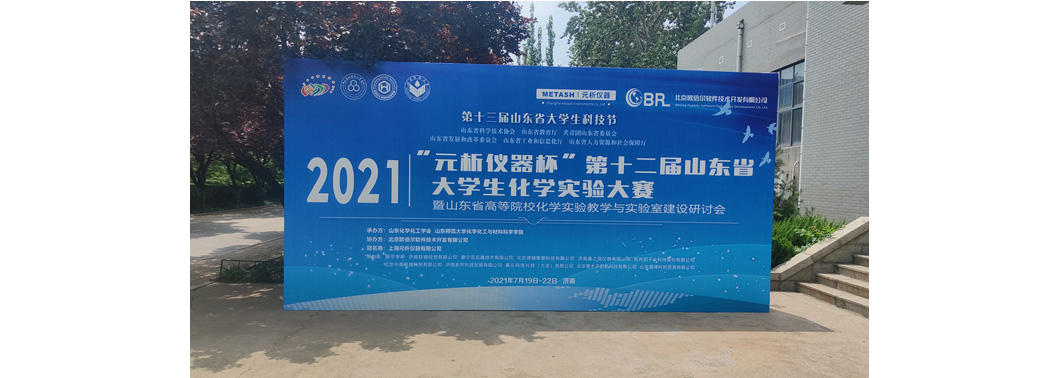 METASH 元析仪器
Shanghai Metash Instruments Co.,Ltd
CBR 北京欧倍尔软件技术开发有限公司
第十三届山东省大学生科技节
山东省科学技术协会 山东省教育厅 共青团山东省委员会
山东省发展和改革委员会 山东省工业和信息化厅 山东省人力资源和社会保障厅
2021
“元析仪器杯”第十二届山东省
大学生化学实验大赛
暨山东省高等院校化学实验教学与实验室建设研讨会
承办方：山东化学化工学会 山东师范大学化学化工与材料科学学院
协办方：北京欧倍尔软件技术开发有限公司
冠名商：上海元析仪器有限公司
2021年7月19日-22日 济南